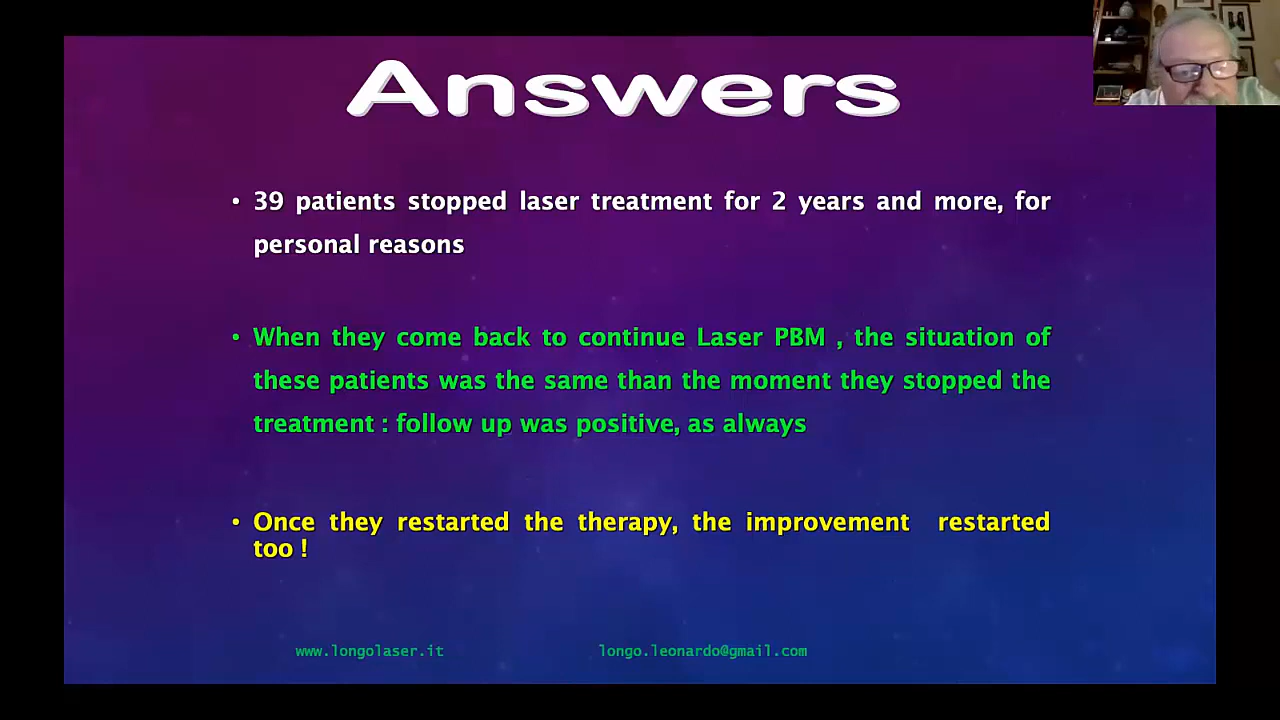 Answers
• 39 patients stopped laser treatment for 2 years and more, for
personal reasons
• When they come back to continue Laser PBM , the situation of
these patients was the same than the moment they stopped the
treatment : follow up was positive, as always
• Once they restarted the therapy, the improvement restarted
too !
www.longolaser.it longo.leonardo@gmail.com